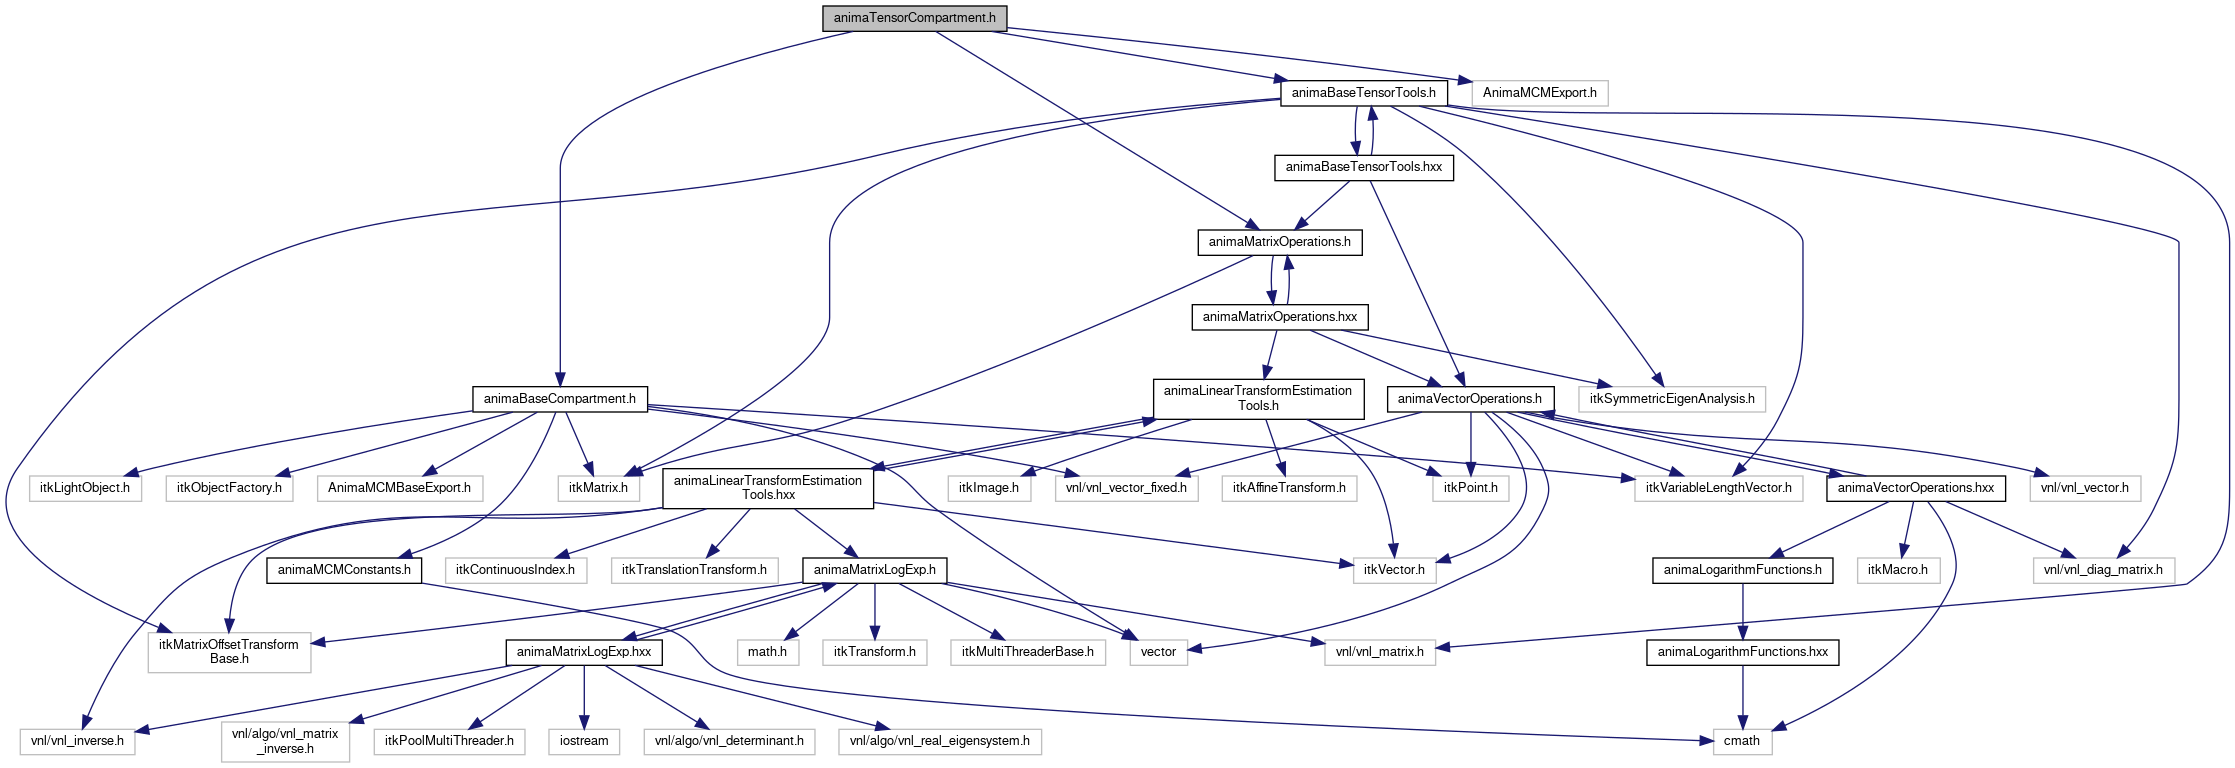 animaTensorCompartment.h
animaBaseTensorTools.h
AnimaMCMExport.h
animaBaseTensorTools.hxx
animaMatrixOperations.h
animaMatrixOperations.hxx
animaBaseCompartment.h
animaLinearTransformEstimation
Tools.h
animaVectorOperations.h
itkSymmetricEigenAnalysis.h
itkLightObject.h
itkObjectFactory.h
AnimaMCMBaseExport.h
itkMatrix.h
animaLinearTransformEstimation
Tools.hxx
itkImage.h
vnl/vnl_vector_fixed.h
itkAffineTransform.h
itkPoint.h
itkVariableLengthVector.h
animaVectorOperations.hxx
vnl/vnl_vector.h
animaMCMConstants.h
itkContinuousIndex.h
itkTranslationTransform.h
animaMatrixLogExp.h
itkVector.h
animaLogarithmFunctions.h
itkMacro.h
vnl/vnl_diag_matrix.h
itkMatrixOffsetTransform
Base.h
animaMatrixLogExp.hxx
math.h
itkTransform.h
itkMultiThreaderBase.h
vector
vnl/vnl_matrix.h
animaLogarithmFunctions.hxx
vnl/vnl_inverse.h
vnl/algo/vnl_matrix
_inverse.h
itkPoolMultiThreader.h
iostream
vnl/algo/vnl_determinant.h
vnl/algo/vnl_real_eigensystem.h
cmath